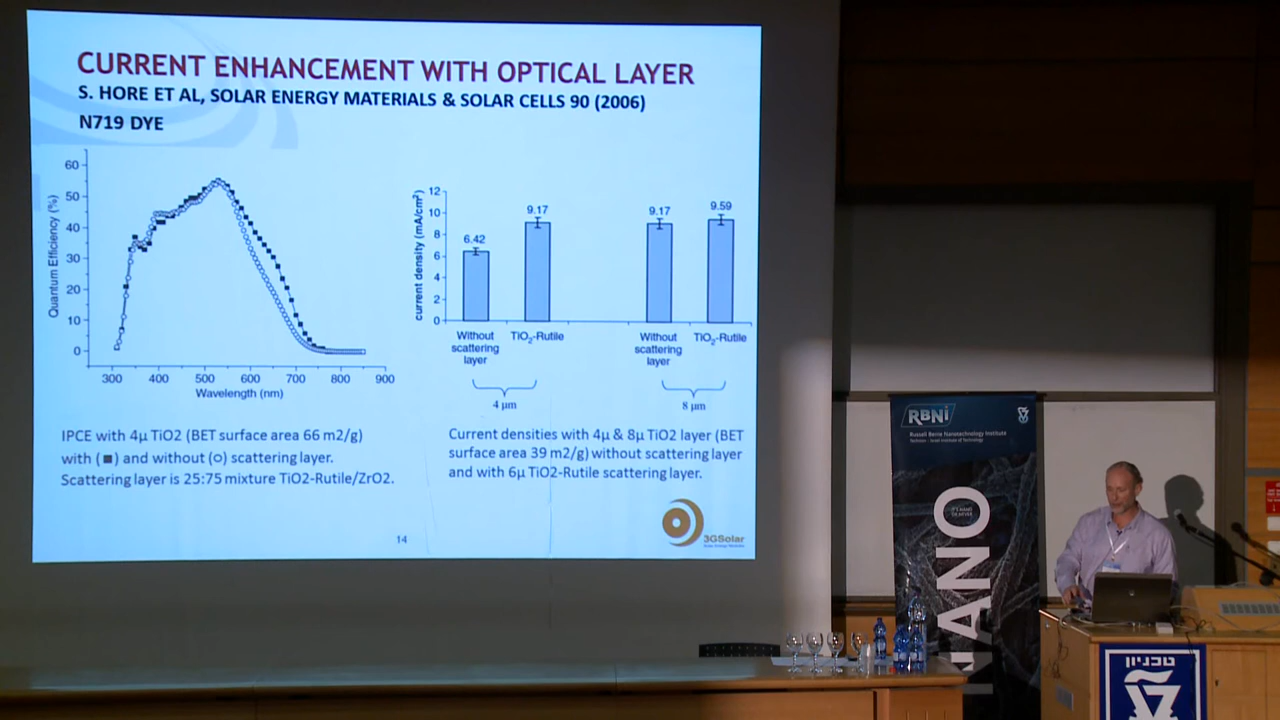 CURRENT ENHANCEMENT WITH OPTICAL LAYER
S. HORE ET AL, SOLAR ENERGY MATERIALS & SOLAR CELLS 90 (2006)
N719 DYE
Quantum Efficiency (%)
60
50
40
30
20
10
0
300 400 500 600 700 800 900
Wavelength (nm)
current density (mA/cm²)
12
10
8
6
4
2
0
6.42
9.17
9.17
9.59
Without scattering layer
TiO₂-Rutile
Without scattering layer
TiO₂-Rutile
4 µm
8 µm
IPCE with 4µ TiO2 (BET surface area 66 m2/g)
with (■) and without (○) scattering layer.
Scattering layer is 25:75 mixture TiO2-Rutile/ZrO2.
Current densities with 4µ & 8µ TiO2 layer (BET
surface area 39 m2/g) without scattering layer
and with 6µ TiO2-Rutile scattering layer.
14
3GSolar
RBNI
Russell Berrie Nanotechnology Institute
Technion - Israel Institute of Technology
NANO
טכניון